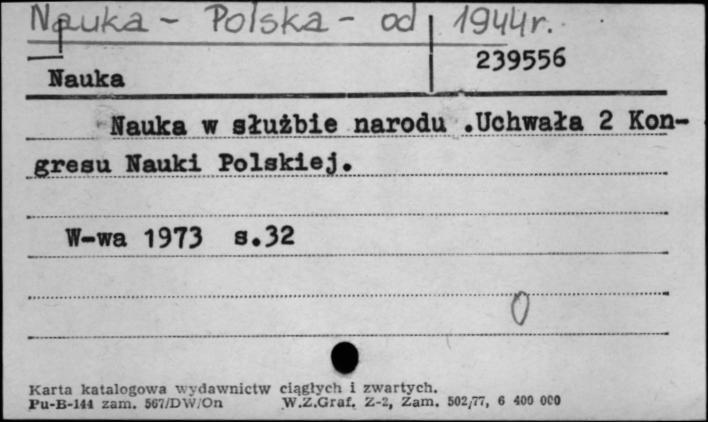 Nauka - Polska - od 1944r.
239556
Nauka
Nauka w służbie narodu .Uchwała 2 Kon-
gresu Nauki Polskiej.
W-wa 1973 s.32
0
Karta katalogowa wydawnictw ciągłych i zwartych.
Pu-B-144 zam. 567/DW/On W.Z.Graf. Z-2, Zam. 502/77, 6 400 000